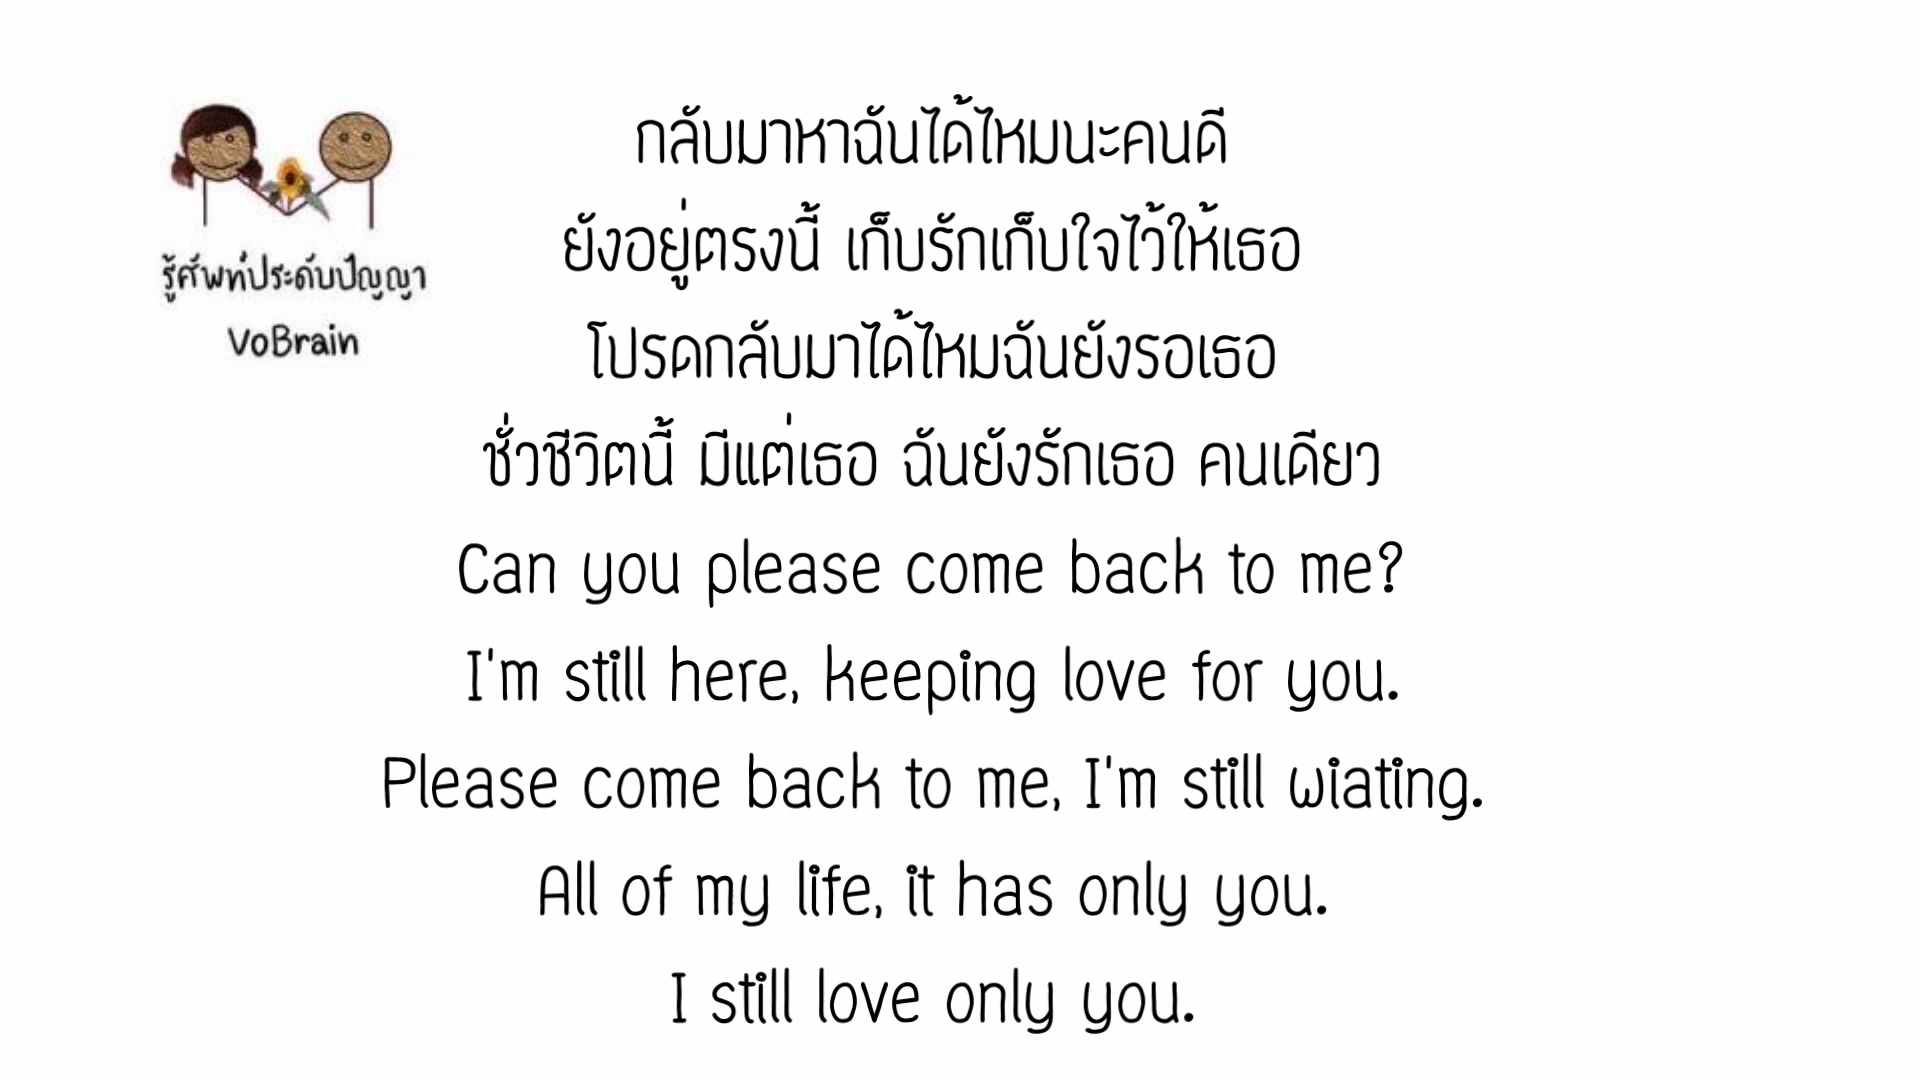 รู้ศัพท์ประดับปัญญา
VoBrain
กลับมาหาฉันได้ไหมนะคนดี
ยังอยู่ตรงนี้ เก็บรักเก็บใจไว้ให้เธอ
โปรดกลับมาได้ไหมฉันยังรอเธอ
ชั่วชีวิตนี้ มีแต่เธอ ฉันยังรักเธอ คนเดียว
Can you please come back to me?
I'm still here, keeping love for you.
Please come back to me, I'm still wiating.
All of my life, it has only you.
I still love only you.